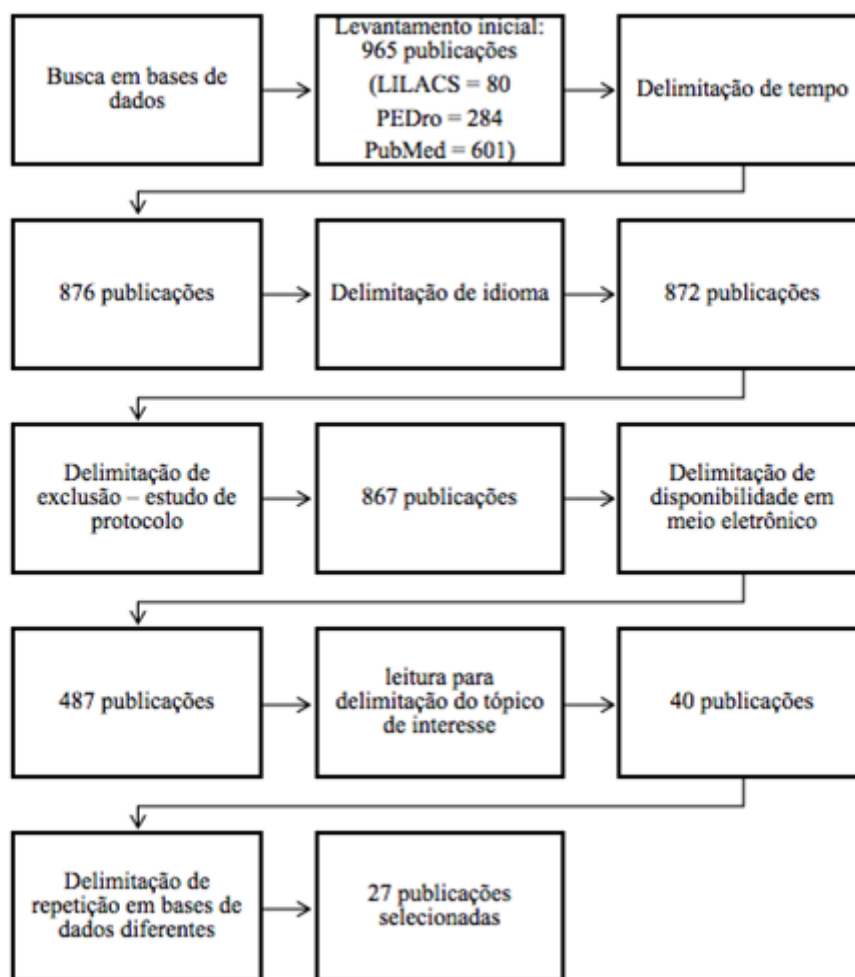 Busca em bases de
dados
Levantamento inicial:
965 publicações
(LILACS = 80
PEDro = 284
PubMed = 601)
Delimitação de tempo
876 publicações
Delimitação de idioma
872 publicações
Delimitação de
exclusão – estudo de
protocolo
867 publicações
Delimitação de
disponibilidade em
meio eletrônico
487 publicações
leitura para
delimitação do tópico
de interesse
40 publicações
Delimitação de
repetição em bases de
dados diferentes
27 publicações
selecionadas